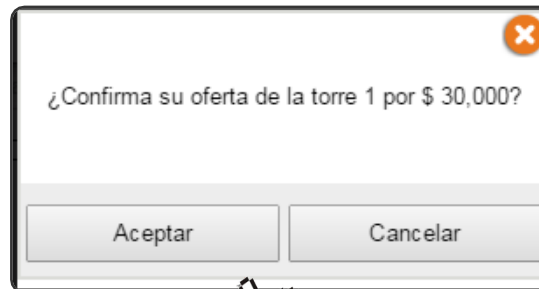 ¿Confirma su oferta de la torre 1 por $ 30,000?
Aceptar
Cancelar